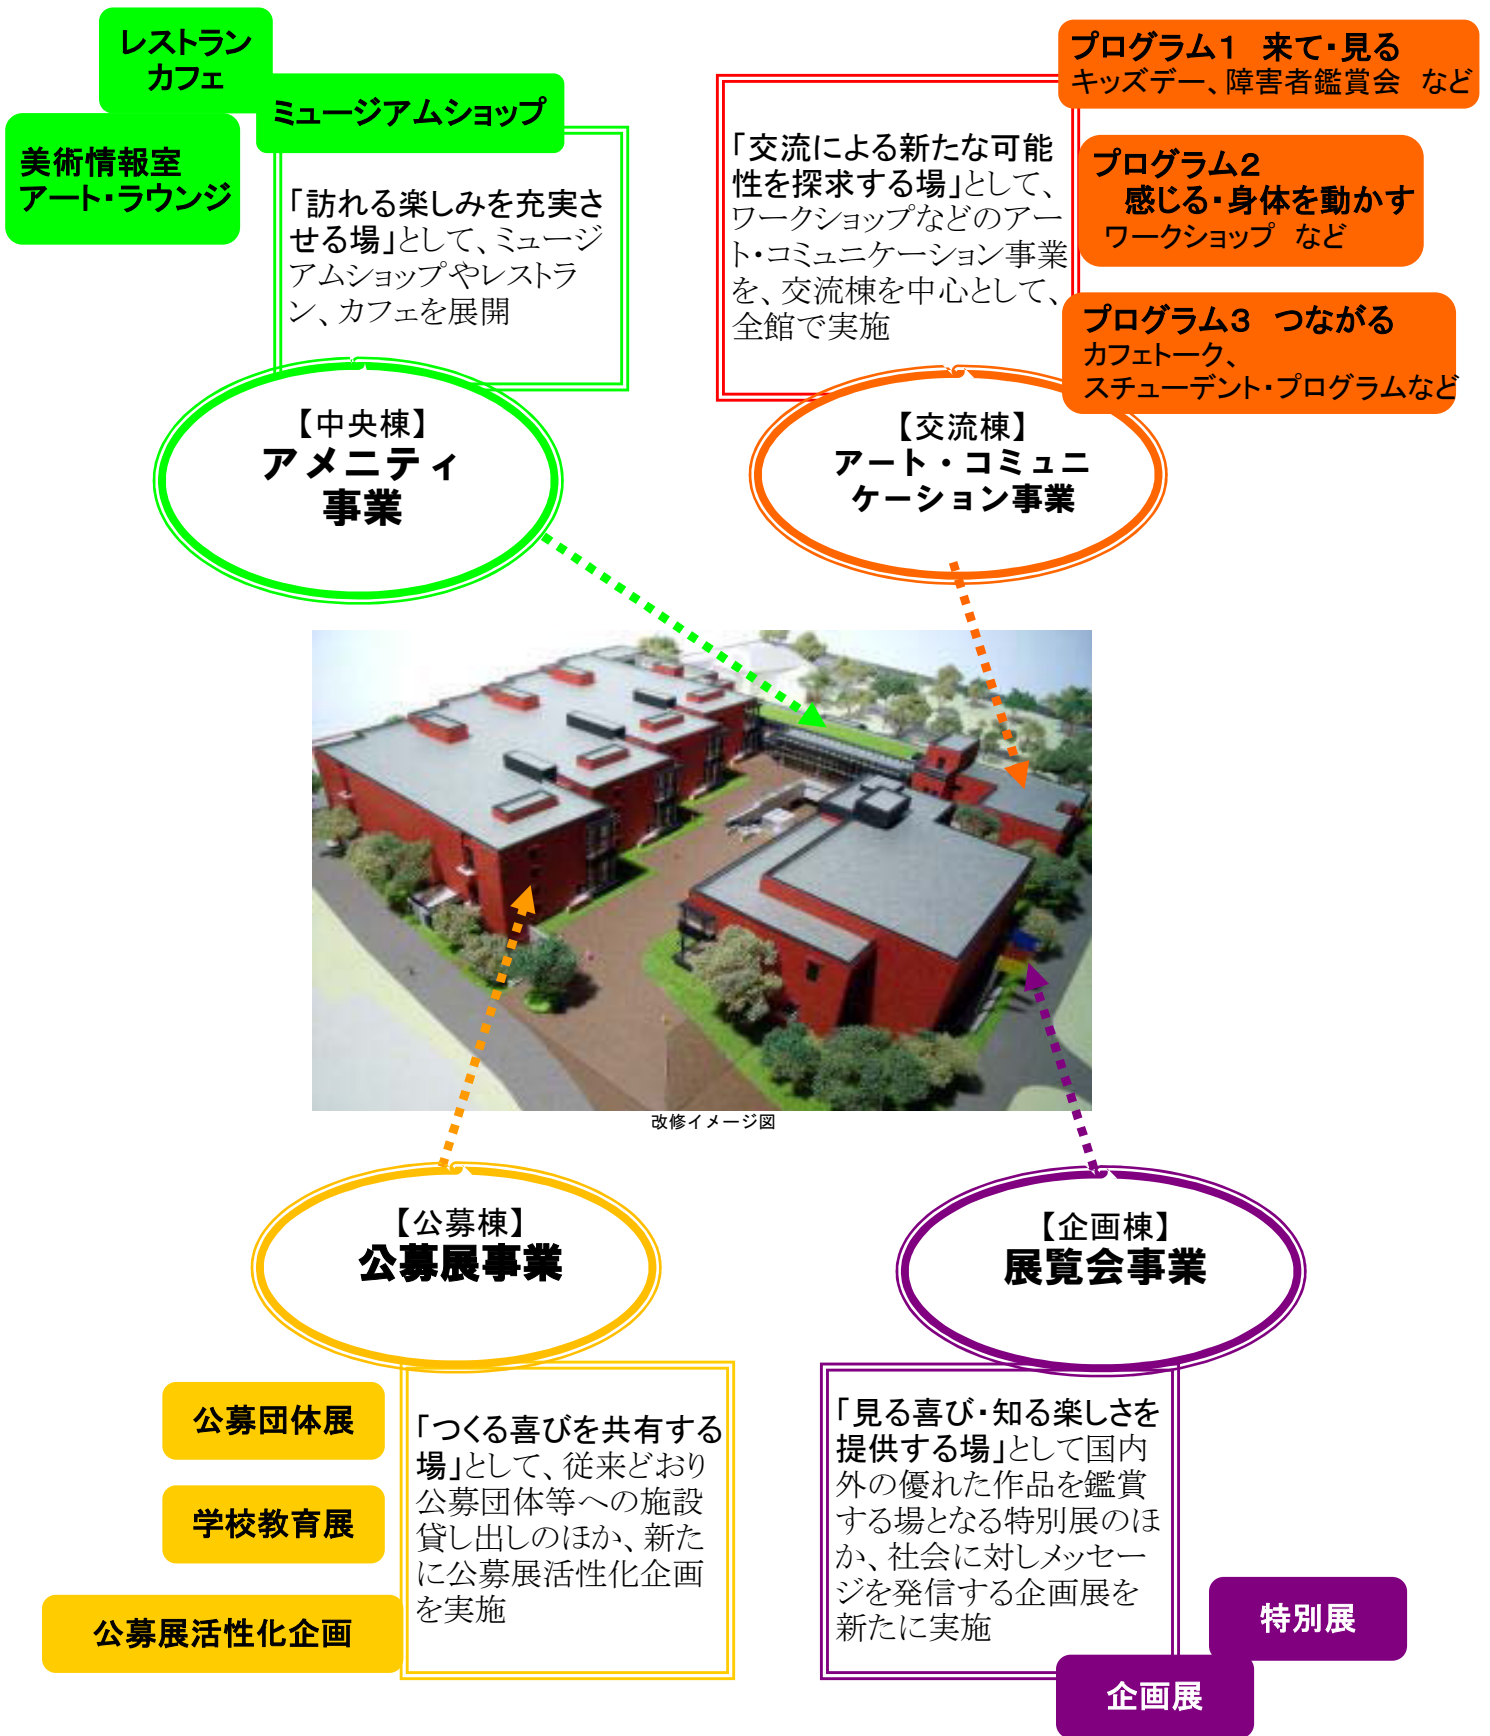 レストラン
カフェ
ミュージアムショップ
美術情報室
アート・ラウンジ
「訪れる楽しみを充実さ
せる場」として、ミュージ
アムショップやレストラ
ン、カフェを展開
【中央棟】
アメニティ
事業
プログラム1　来て・見る
キッズデー、障害者鑑賞会　など
プログラム2
感じる・身体を動かす
ワークショップ　など
プログラム3　つながる
カフェトーク、
スチューデント・プログラムなど
「交流による新たな可能
性を探求する場」として、
ワークショップなどのアー
ト・コミュニケーション事業
を、交流棟を中心として、
全館で実施
【交流棟】
アート・コミュニ
ケーション事業
改修イメージ図
【公募棟】
公募展事業
公募団体展
学校教育展
公募展活性化企画
「つくる喜びを共有する
場」として、従来どおり
公募団体等への施設
貸し出しのほか、新た
に公募展活性化企画
を実施
【企画棟】
展覧会事業
「見る喜び・知る楽しさを
提供する場」として国内
外の優れた作品を鑑賞
する場となる特別展のほ
か、社会に対しメッセー
ジを発信する企画展を
新たに実施
特別展
企画展